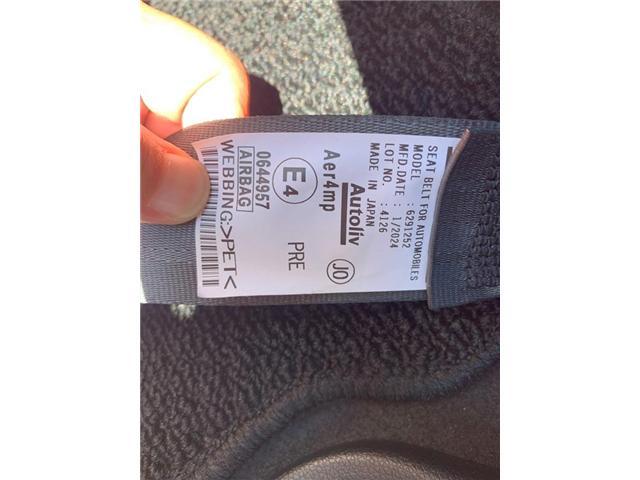 SEAT BELT FOR AUTOMOBILES
MODEL : 6291252
MFD.DATE : 1/2024
LOT NO. : 4126
MADE IN JAPAN
Autoliv
JO
Aer4mp
E4
PRE
0644957
AIRBAG
WEBBING:>PET<